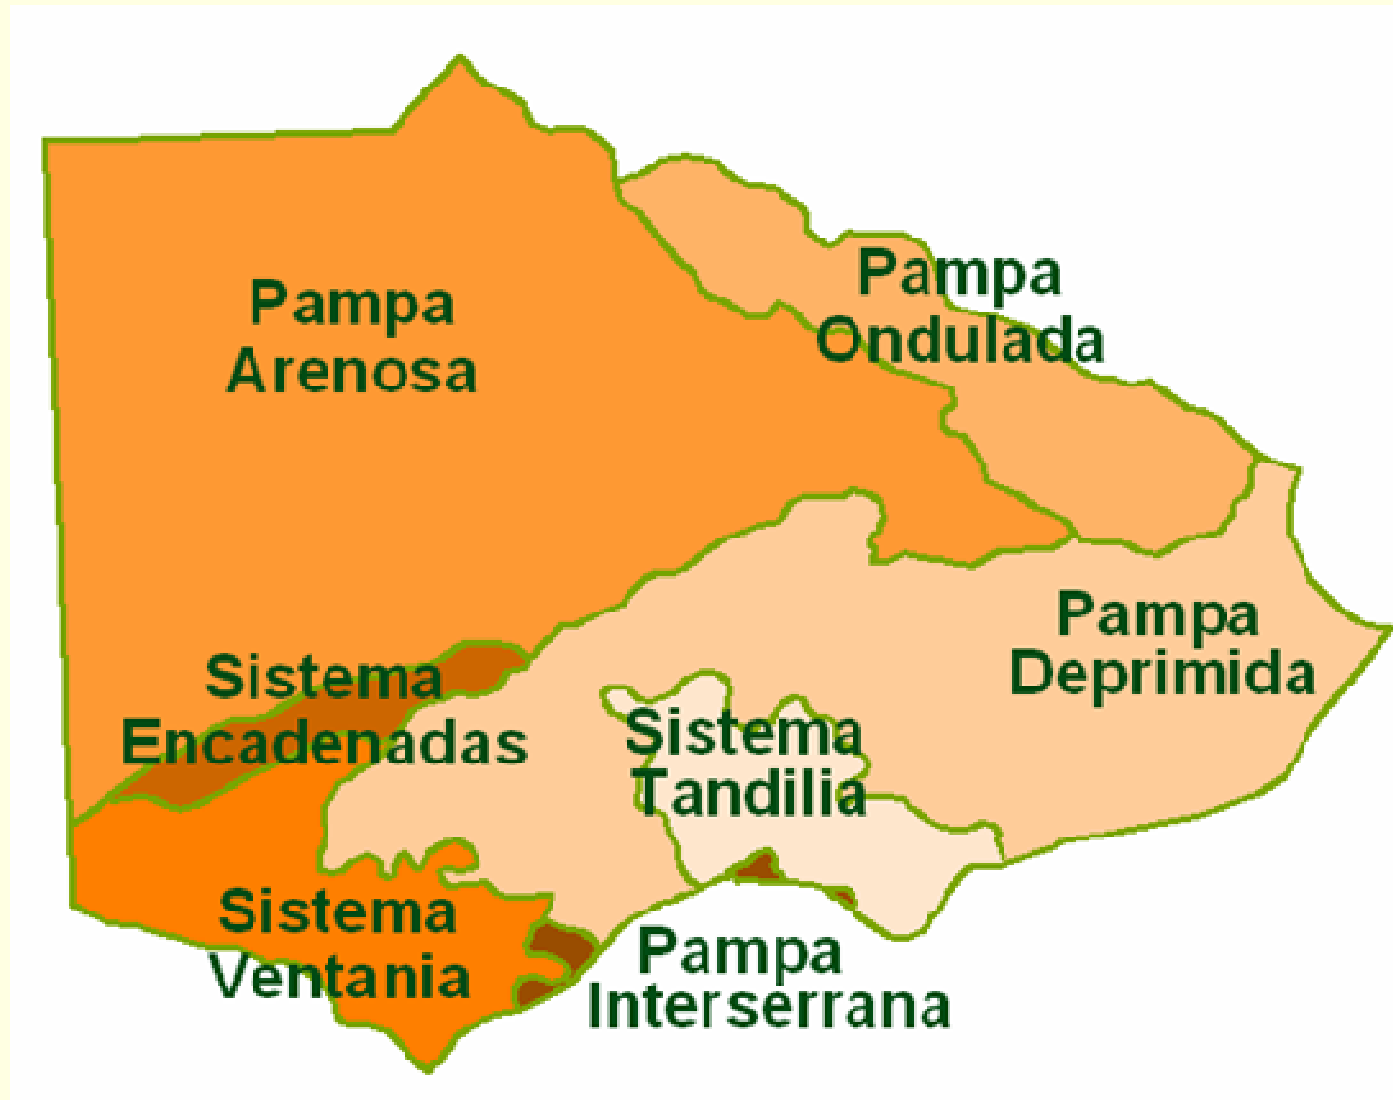 Pampa
Ondulada
Pampa
Arenosa
Pampa
Deprimida
Sistema
Encadenadas
Sistema
Tandilia
Sistema
Ventania
Pampa
Interserrana